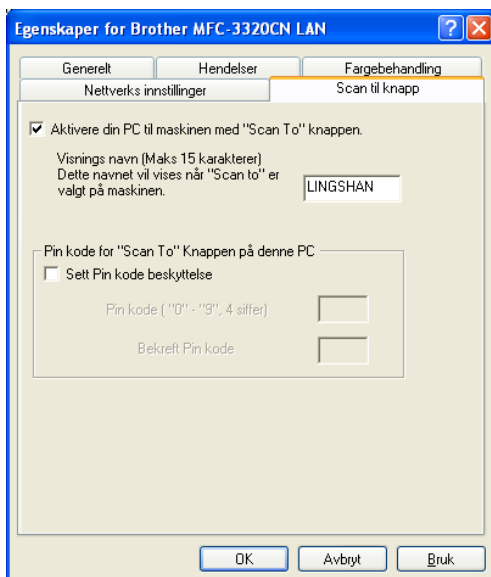 Egenskaper for Brother MFC-3320CN LAN
Generelt
Hendelser
Fargebehandling
Nettverks innstillinger
Scan til knapp
Aktivere din PC til maskinen med "Scan To" knappen.
Visnings navn (Maks 15 karakterer)
Dette navnet vil vises når "Scan to" er
valgt på maskinen.
LINGSHAN
Pin kode for "Scan To" Knappen på denne PC
Sett Pin kode beskyttelse
Pin kode ( "0" - "9", 4 siffer)
Bekreft Pin kode
OK
Avbryt
Bruk